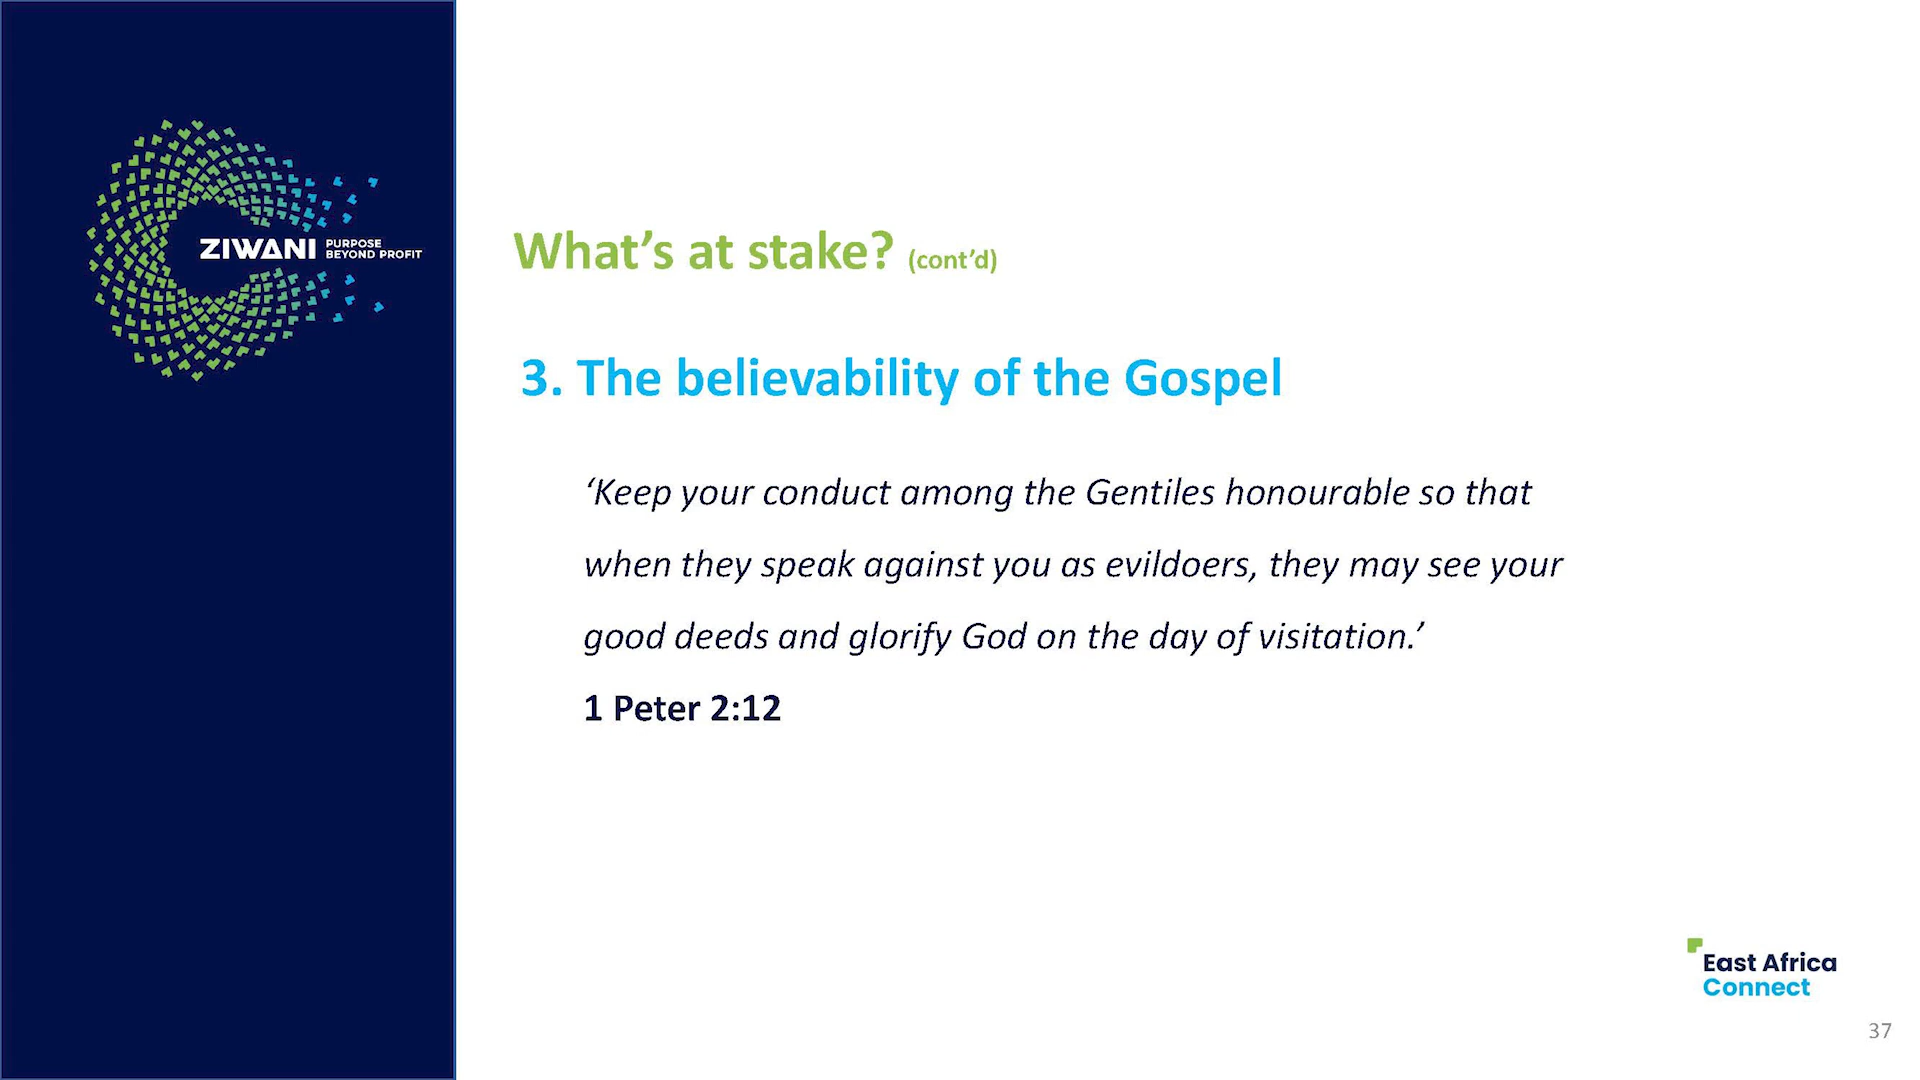 ZIWANI
PURPOSE
BEYOND PROFIT
What’s at stake? (cont’d)
3. The believability of the Gospel
‘Keep your conduct among the Gentiles honourable so that
when they speak against you as evildoers, they may see your
good deeds and glorify God on the day of visitation.’
1 Peter 2:12
East Africa
Connect
37